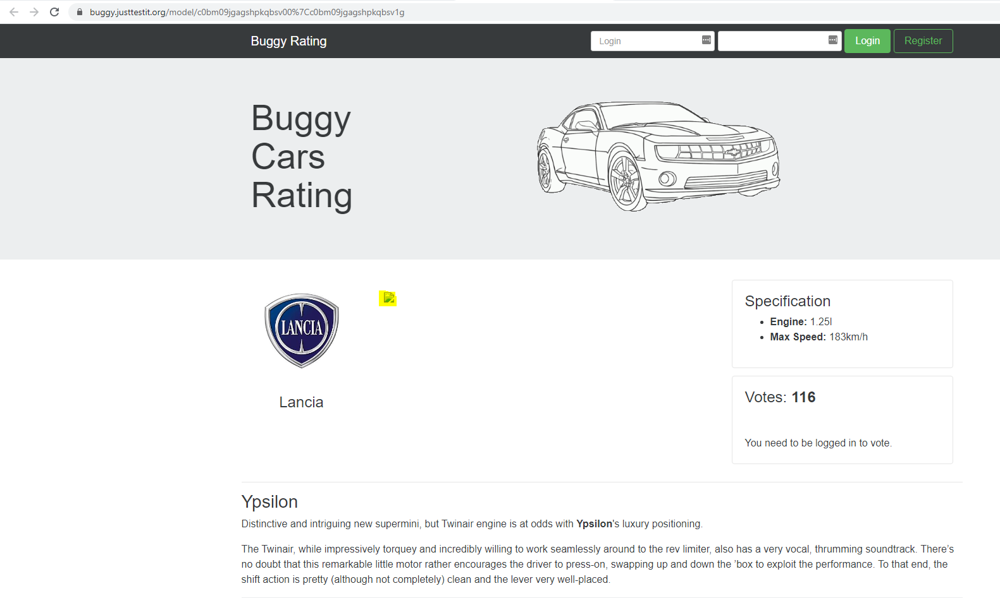 buggy.justtestit.org/model/c0bm09jgagshpkqbsv00%7Cc0bm09jgagshpkqbsv1g
Buggy Rating
Login
Login
Register
Buggy
Cars
Rating
LANCIA
Lancia
Specification
Engine: 1.25l
Max Speed: 183km/h
Votes: 116
You need to be logged in to vote.
Ypsilon
Distinctive and intriguing new supermini, but Twinair engine is at odds with Ypsilon's luxury positioning.
The Twinair, while impressively torquey and incredibly willing to work seamlessly around to the rev limiter, also has a very vocal, thrumming soundtrack. There’s
no doubt that this remarkable little motor rather encourages the driver to press-on, swapping up and down the ’box to exploit the performance. To that end, the
shift action is pretty (although not completely) clean and the lever very well-placed.